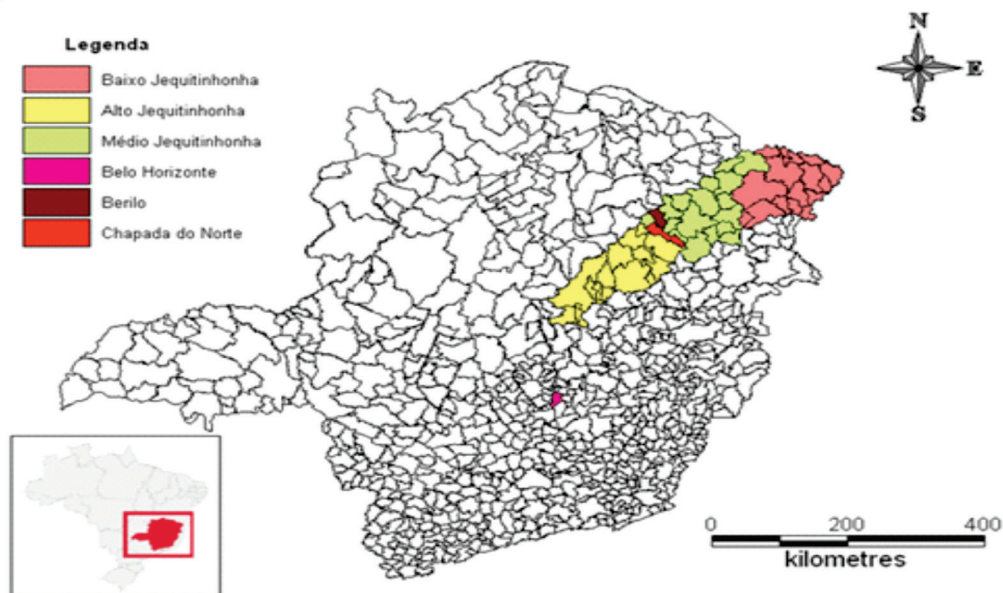 Legenda
Baixo Jequitinhonha
Alto Jequitinhonha
Médio Jequitinhonha
Belo Horizonte
Berilo
Chapada do Norte
N
E
S
0 200 400
kilometres